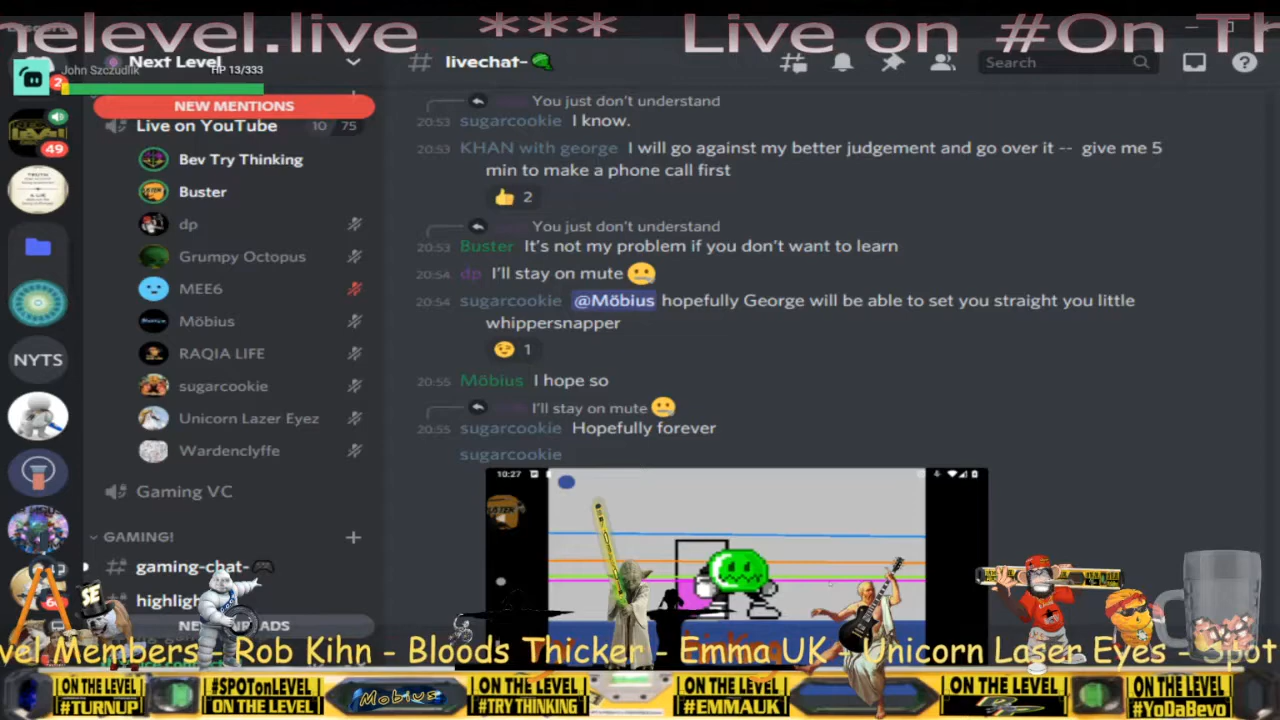 nelevel.live *** Live on #On Th
John Szczudlik HP 13/333
Next Level
livechat-
Search
2
NEW MENTIONS
Live on YouTube 10 75
49
Bev Try Thinking
Buster
dp
Grumpy Octopus
MEE6
Möbius
RAQIA LIFE
NYTS
sugarcookie
Unicorn Lazer Eyez
Wardenclyffe
Gaming VC
GAMING!
gaming-chat-
highligh
You just don't understand
20:53 sugarcookie I know.
20:53 KHAN with george I will go against my better judgement and go over it -- give me 5
min to make a phone call first
2
You just don't understand
20:53 Buster It's not my problem if you don't want to learn
20:54 dp I'll stay on mute
20:54 sugarcookie @Möbius hopefully George will be able to set you straight you little
whippersnapper
1
20:55 Möbius I hope so
I'll stay on mute
20:55 sugarcookie Hopefully forever
sugarcookie
10:27
SE
vel Members - Rob Kihn - Bloods Thicker - Emma UK - Unicorn Laser Eyes - Spot
ON THE LEVEL
#TURNUP
#SPOTonLEVEL
ON THE LEVEL
Mobius
ON THE LEVEL
#TRY THINKING
ON THE LEVEL
#EMMAUK
ON THE LEVEL
ON THE LEVEL
#YoDaBevo